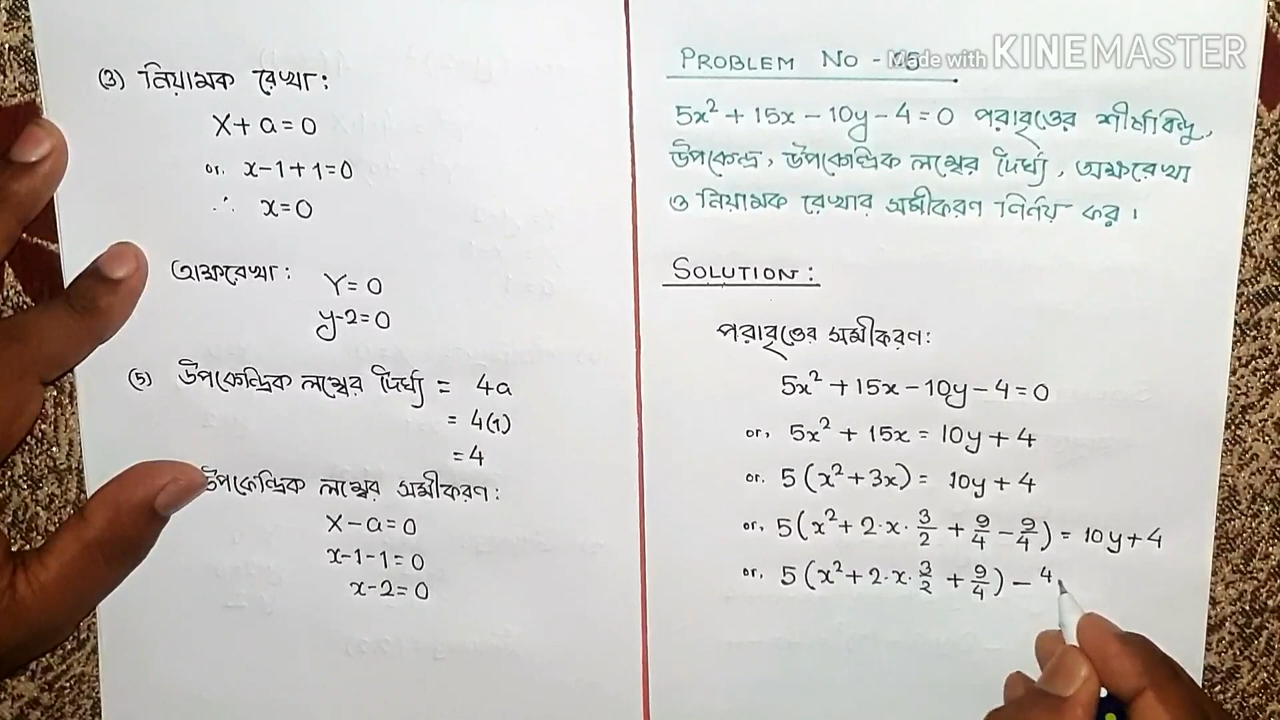 (3) নিয়ামক রেখা:
X+a=0
or, x-1+1=0
∴ x=0
অক্ষরেখা: Y=0
y-2=0
(5) উপকেন্দ্রিক লম্বের দৈর্ঘ্য = 4a
= 4(1)
=4
উপকেন্দ্রিক লম্বের সমীকরণ:
X-a=0
x-1-1=0
x-2=0
Made with KINEMASTER
PROBLEM NO - 05
5x² + 15x - 10y - 4 = 0 পরাবৃত্তের শীর্ষবিন্দু,
উপকেন্দ্র, উপকেন্দ্রিক লম্বের দৈর্ঘ্য, অক্ষরেখা
ও নিয়ামক রেখার সমীকরণ নির্ণয় কর।
SOLUTION:
পরাবৃত্তের সমীকরণ:
5x² + 15x - 10y - 4 = 0
or, 5x² + 15x = 10y + 4
or, 5(x² + 3x) = 10y + 4
or, 5(x² + 2·x·3/2 + 9/4 - 9/4) = 10y + 4
or, 5(x² + 2·x·3/2 + 9/4) - 4